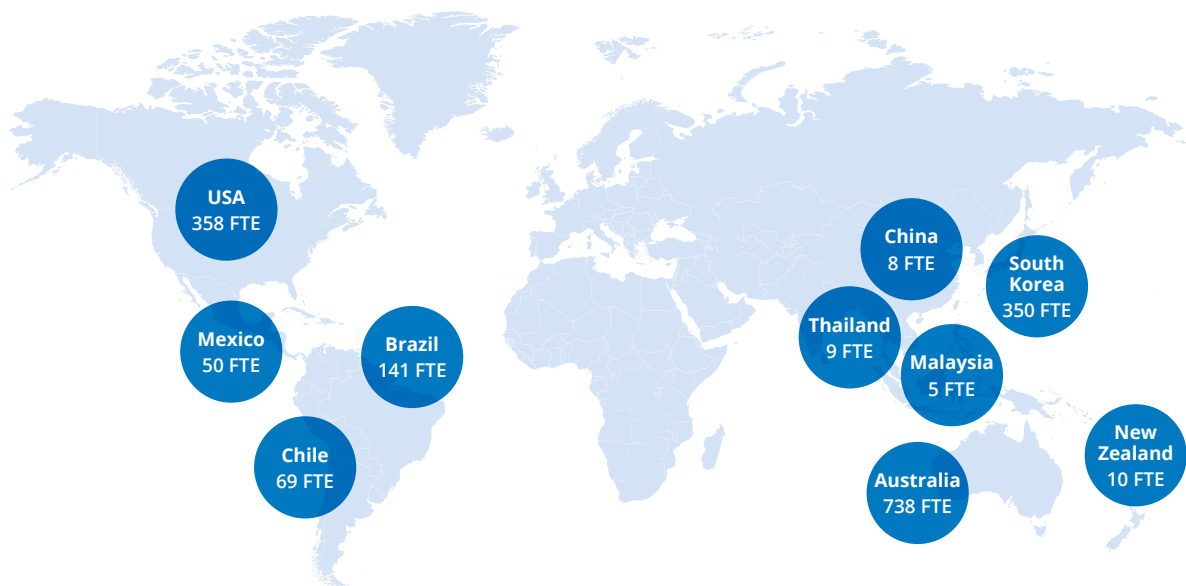 USA
358 FTE
Mexico
50 FTE
Brazil
141 FTE
Chile
69 FTE
China
8 FTE
South
Korea
350 FTE
Thailand
9 FTE
Malaysia
5 FTE
Australia
738 FTE
New
Zealand
10 FTE